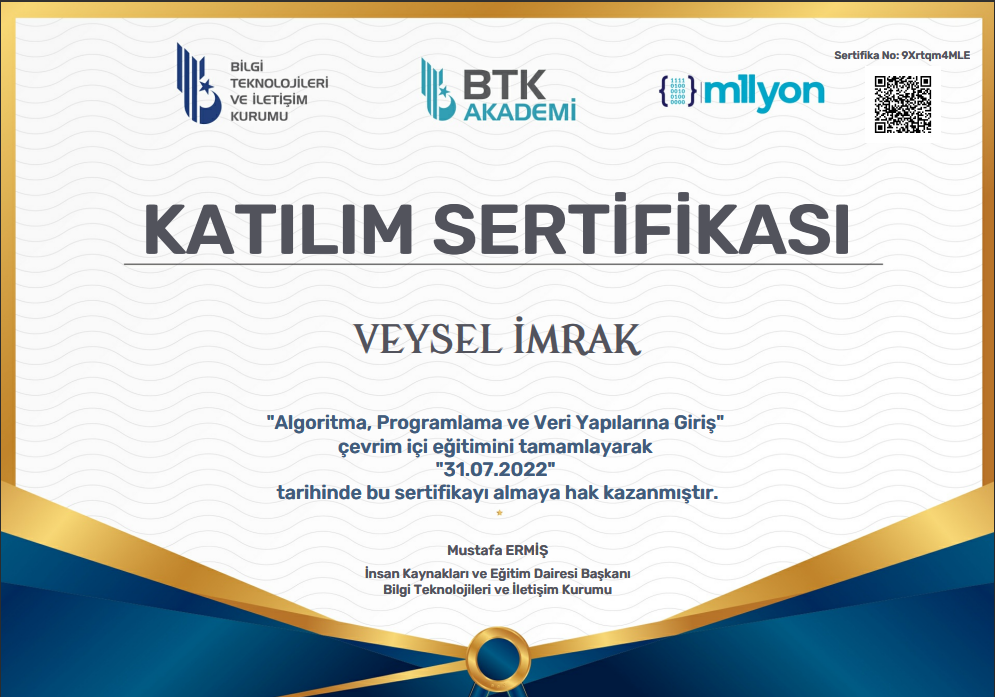 Sertifika No: 9Xrtqm4MLE
BİLGİ
TEKNOLOJİLERİ
VE İLETİŞİM
KURUMU
BTK
AKADEMİ
{
1111
0100
0010
0100
0000
}
m1lyon
KATILIM SERTİFİKASI
VEYSEL İMRAK
"Algoritma, Programlama ve Veri Yapılarına Giriş"
çevrim içi eğitimini tamamlayarak
"31.07.2022"
tarihinde bu sertifikayı almaya hak kazanmıştır.
Mustafa ERMİŞ
İnsan Kaynakları ve Eğitim Dairesi Başkanı
Bilgi Teknolojileri ve İletişim Kurumu